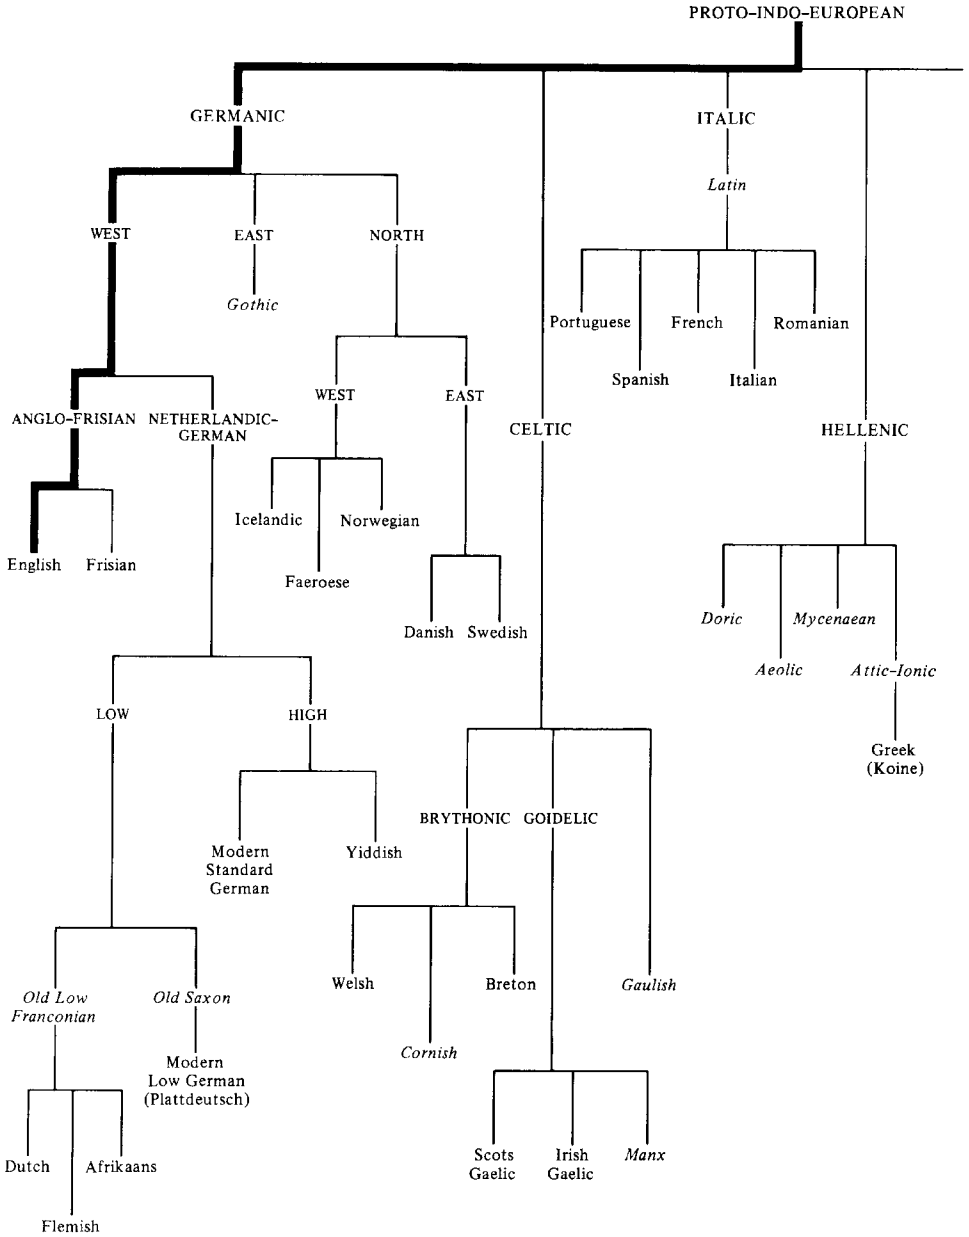 PROTO–INDO–EUROPEAN
GERMANIC
ITALIC
Latin
WEST
EAST
NORTH
Gothic
Portuguese
French
Romanian
Spanish
Italian
WEST
EAST
ANGLO–FRISIAN
NETHERLANDIC–
GERMAN
CELTIC
HELLENIC
Icelandic
Norwegian
English
Frisian
Faeroese
Danish
Swedish
Doric
Mycenaean
Aeolic
Attic–Ionic
LOW
HIGH
Greek
(Koine)
BRYTHONIC
GOIDELIC
Modern
Standard
German
Yiddish
Welsh
Breton
Gaulish
Old Low
Franconian
Old Saxon
Cornish
Modern
Low German
(Plattdeutsch)
Dutch
Afrikaans
Scots
Gaelic
Irish
Gaelic
Manx
Flemish